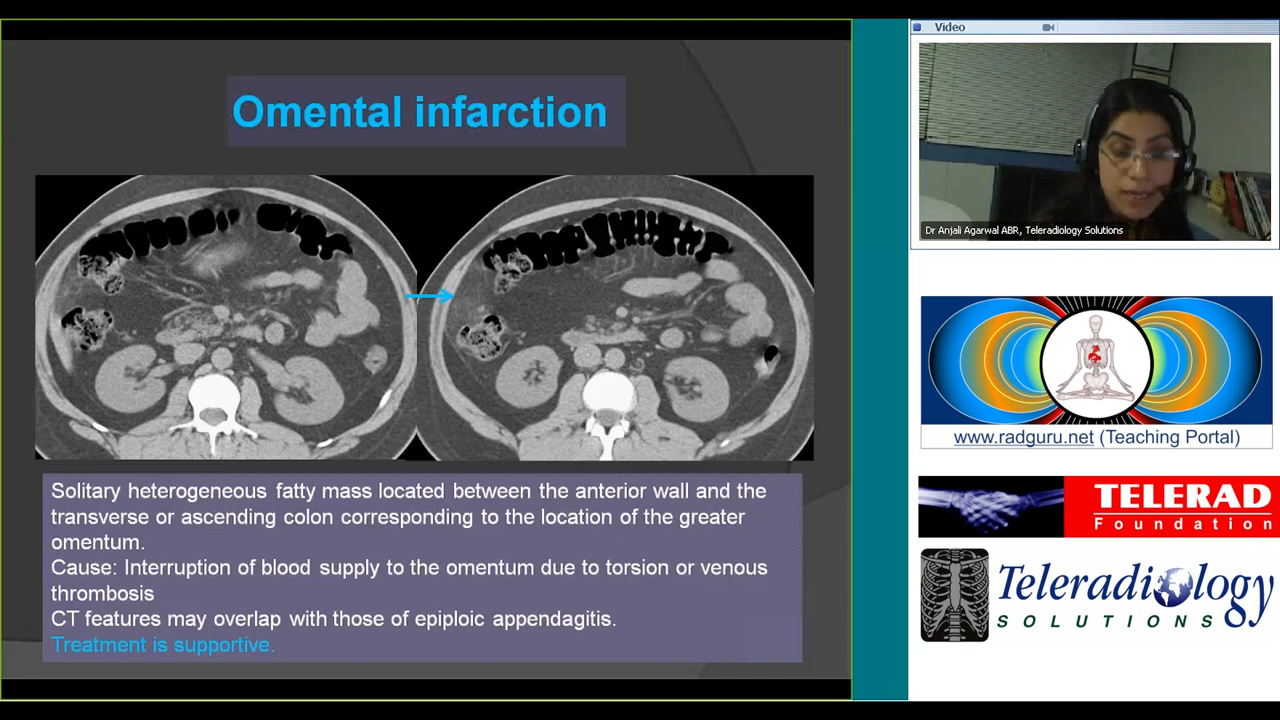 Omental infarction
Solitary heterogeneous fatty mass located between the anterior wall and the
transverse or ascending colon corresponding to the location of the greater
omentum.
Cause: Interruption of blood supply to the omentum due to torsion or venous
thrombosis
CT features may overlap with those of epiploic appendagitis.
Treatment is supportive.
Video
Dr Anjali Agarwal ABR, Teleradiology Solutions
www.radguru.net (Teaching Portal)
TELERAD
Foundation
Teleradiology
SOLUTIONS